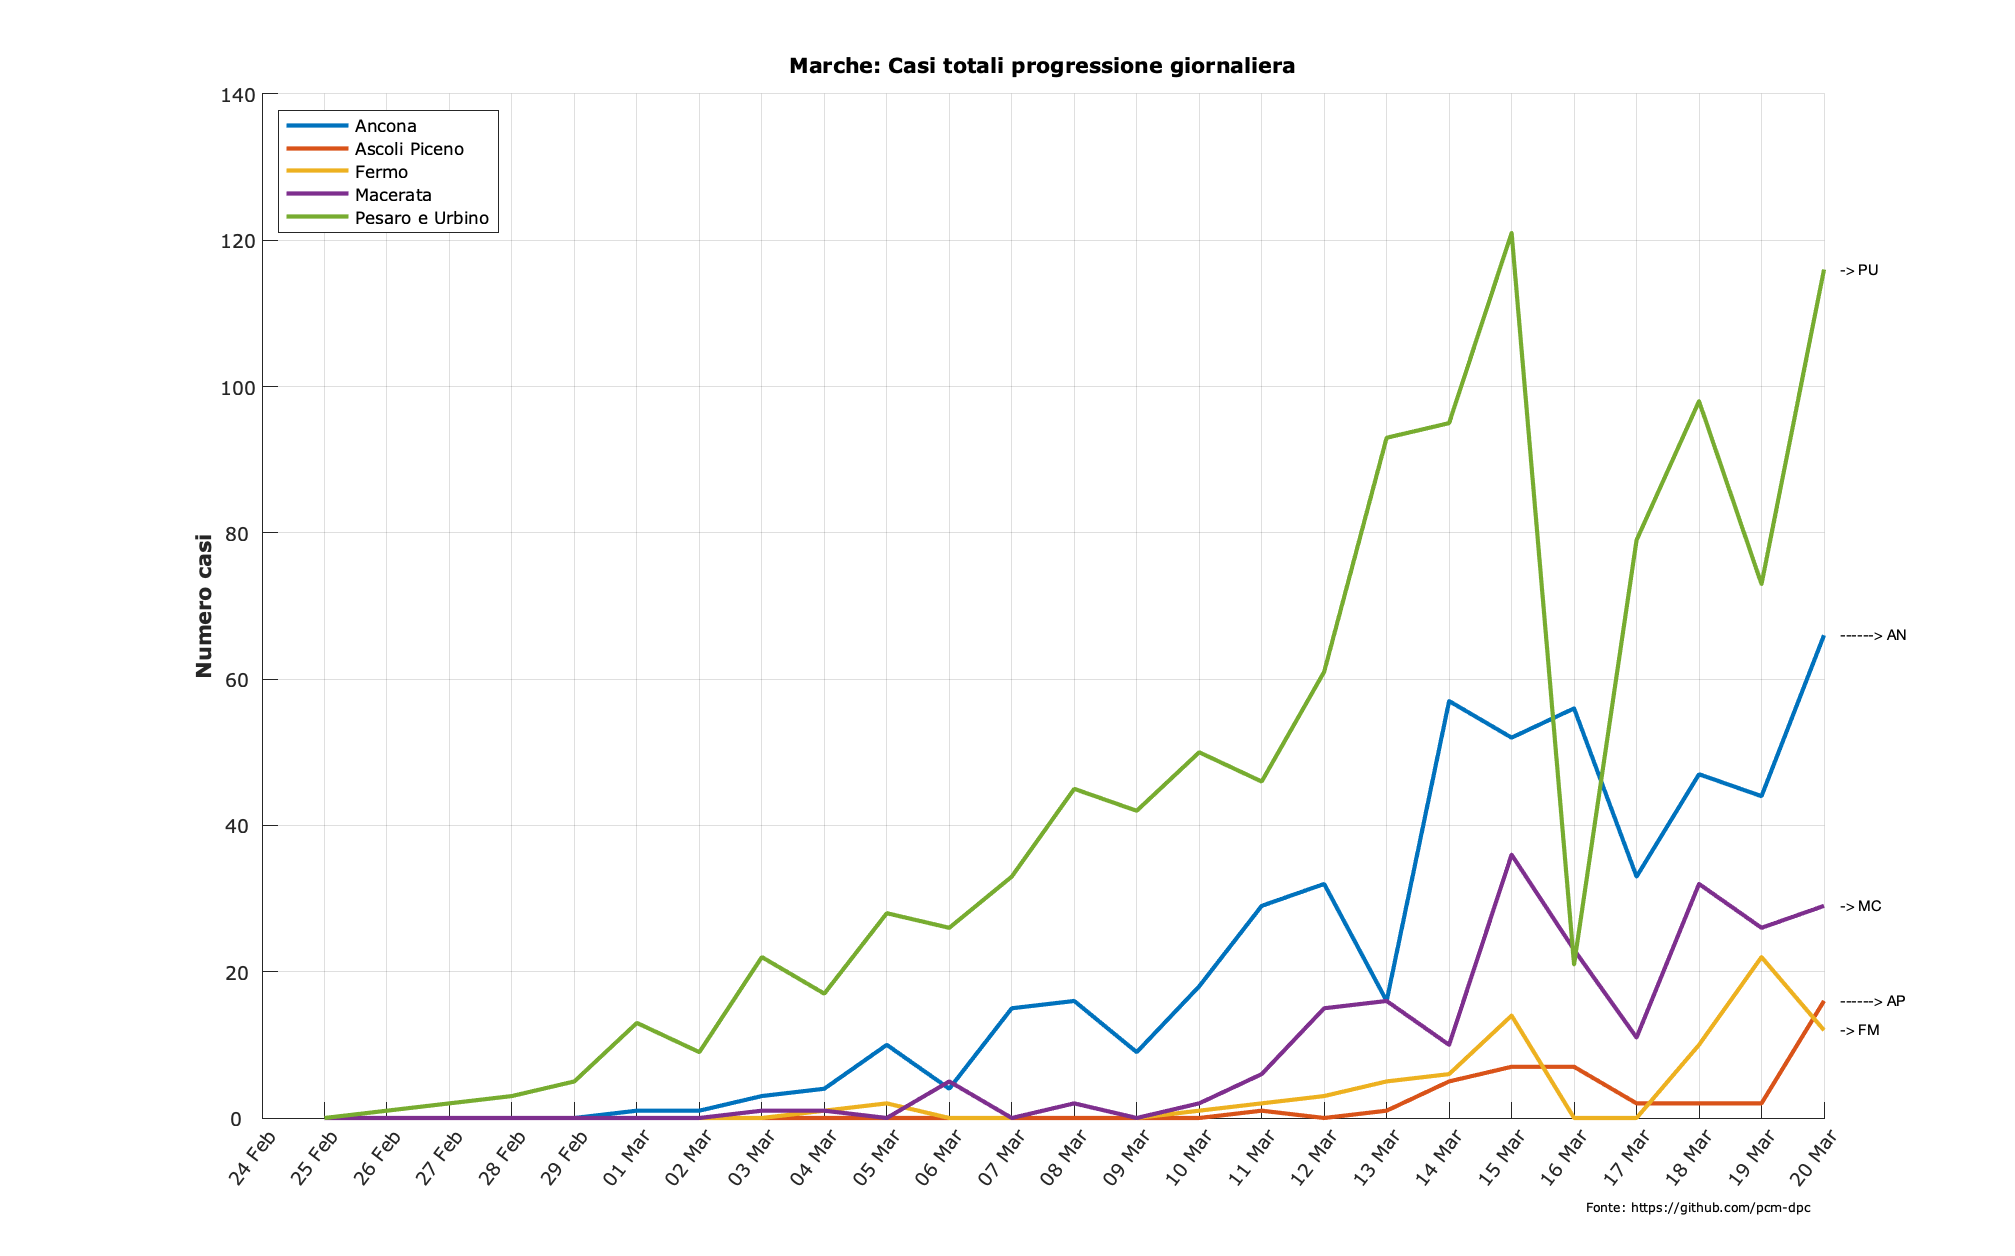 Marche: Casi totali progressione giornaliera
140
120
100
80
60
40
20
0
Numero casi
Ancona
Ascoli Piceno
Fermo
Macerata
Pesaro e Urbino
-> PU
------> AN
-> MC
------> AP
-> FM
24 Feb
25 Feb
26 Feb
27 Feb
28 Feb
29 Feb
01 Mar
02 Mar
03 Mar
04 Mar
05 Mar
06 Mar
07 Mar
08 Mar
09 Mar
10 Mar
11 Mar
12 Mar
13 Mar
14 Mar
15 Mar
16 Mar
17 Mar
18 Mar
19 Mar
20 Mar
Fonte: https://github.com/pcm-dpc